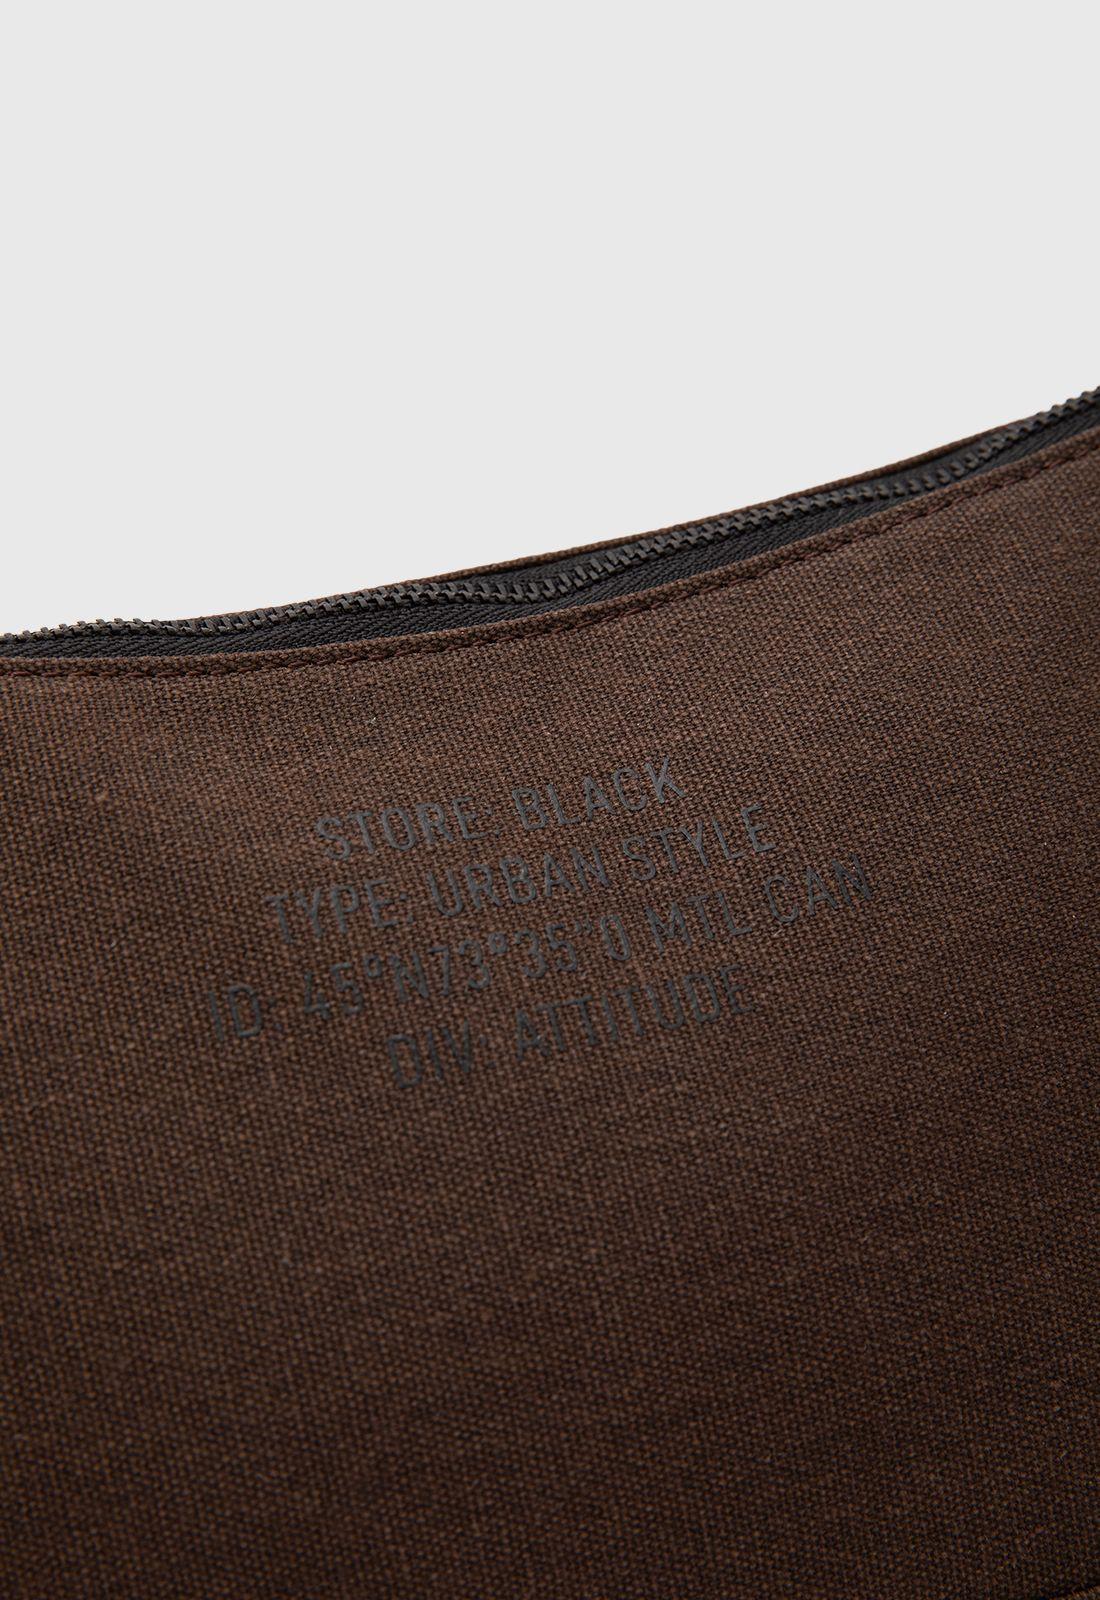 STORE: BLACK
TYPE: URBAN STYLE
ID: 45°N73°35"0 MTL CAN
DIV: ATTITUDE